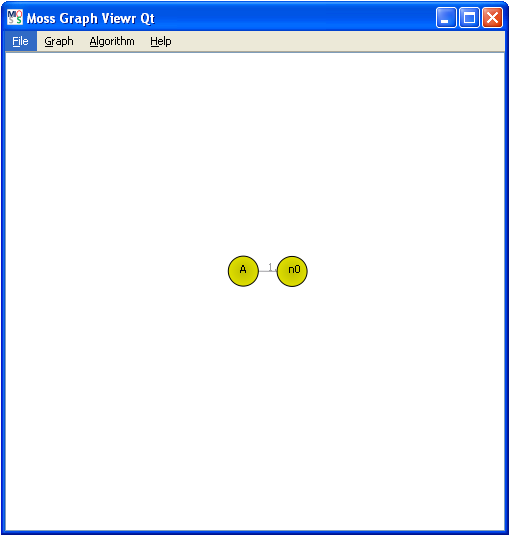 Moss Graph Viewr Qt
File Graph Algorithm Help
A 1 n0